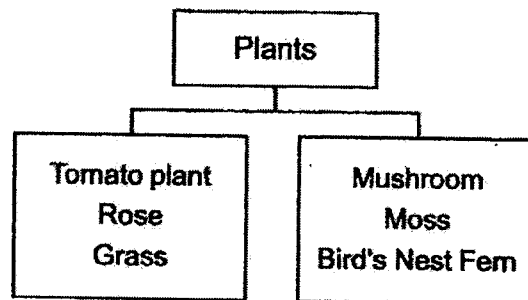 Plants
Tomato plant
Rose
Grass
Mushroom
Moss
Bird's Nest Fern